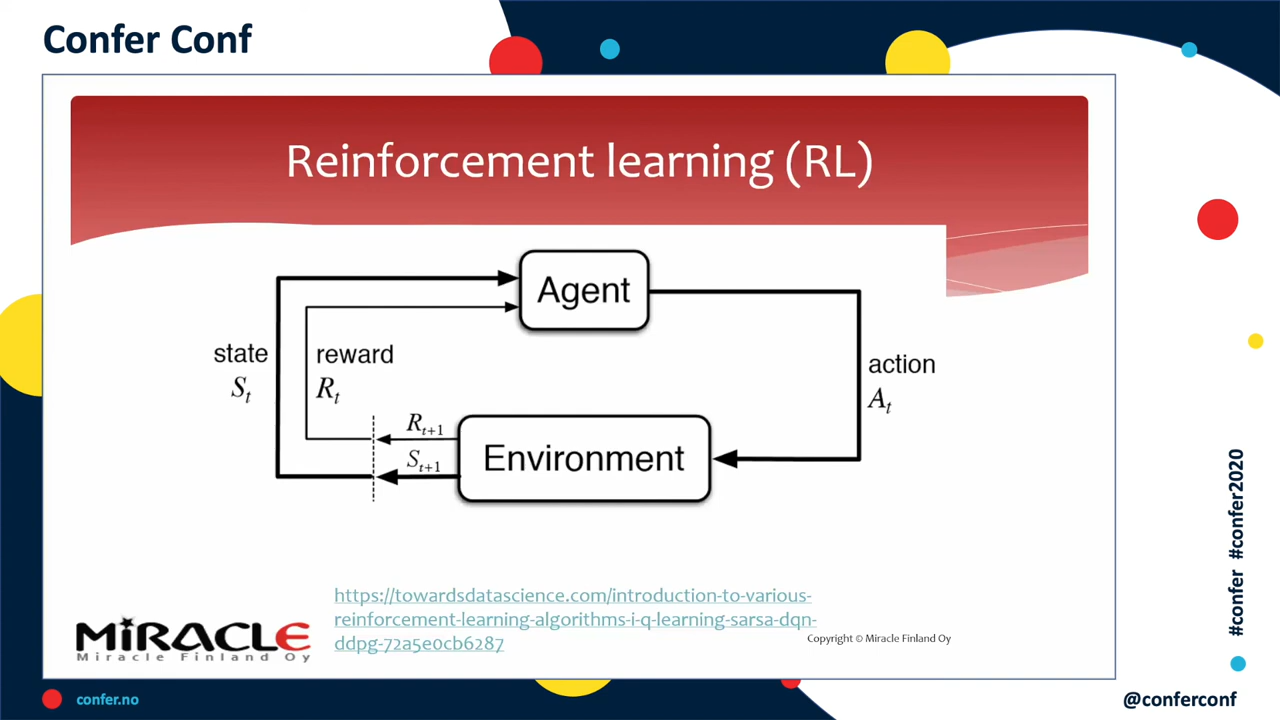 Confer Conf
Reinforcement learning (RL)
Agent
state
S_t
reward
R_t
action
A_t
R_{t+1}
S_{t+1}
Environment
https://towardsdatascience.com/introduction-to-various-
reinforcement-learning-algorithms-i-q-learning-sarsa-dqn-
ddpg-72a5e0cb6287
MiRACLE
Miracle Finland Oy
Copyright © Miracle Finland Oy
#confer #confer2020
confer.no
@conferconf